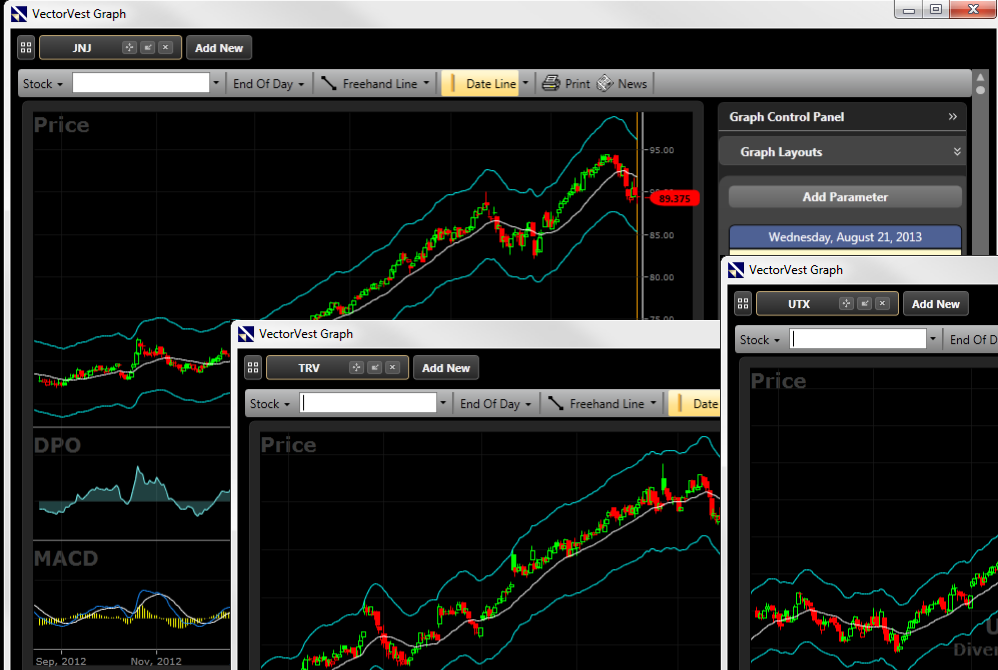 VectorVest Graph
JNJ Add New
Stock End Of Day Freehand Line Date Line Print News
Price
95.00
89.375
85.00
80.00
Graph Control Panel
Graph Layouts
Add Parameter
Wednesday, August 21, 2013
DPO
MACD
Sep, 2012 Nov, 2012
VectorVest Graph
TRV Add New
Stock End Of Day Freehand Line Date
Price
VectorVest Graph
UTX Add New
Stock End Of D
Price
U
Diver